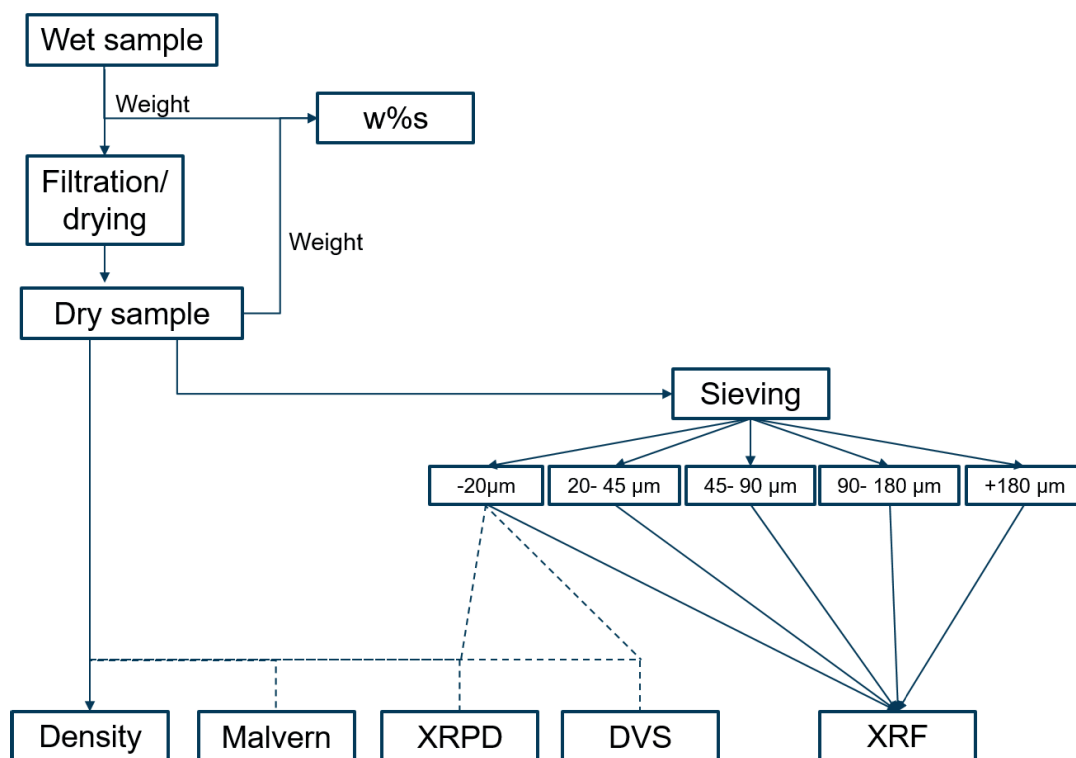 Wet sample
Weight
w%s
Filtration/
drying
Weight
Dry sample
Sieving
-20µm
20- 45 µm
45- 90 µm
90- 180 µm
+180 µm
Density
Malvern
XRPD
DVS
XRF